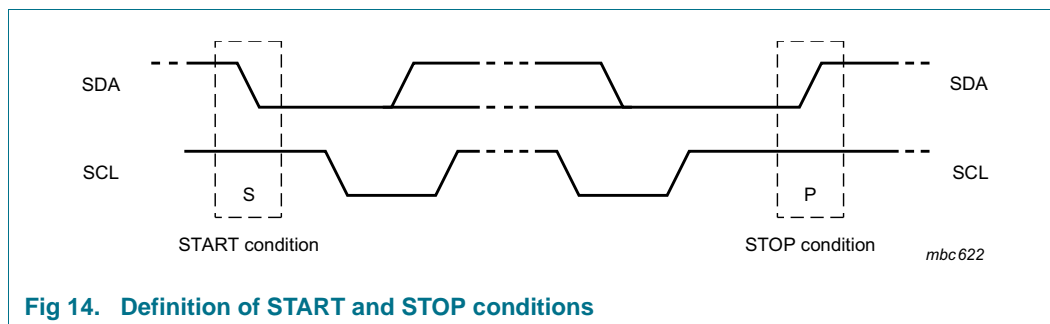 SDA
SDA
SCL
SCL
S
P
START condition
STOP condition
mbc622
Fig 14. Definition of START and STOP conditions